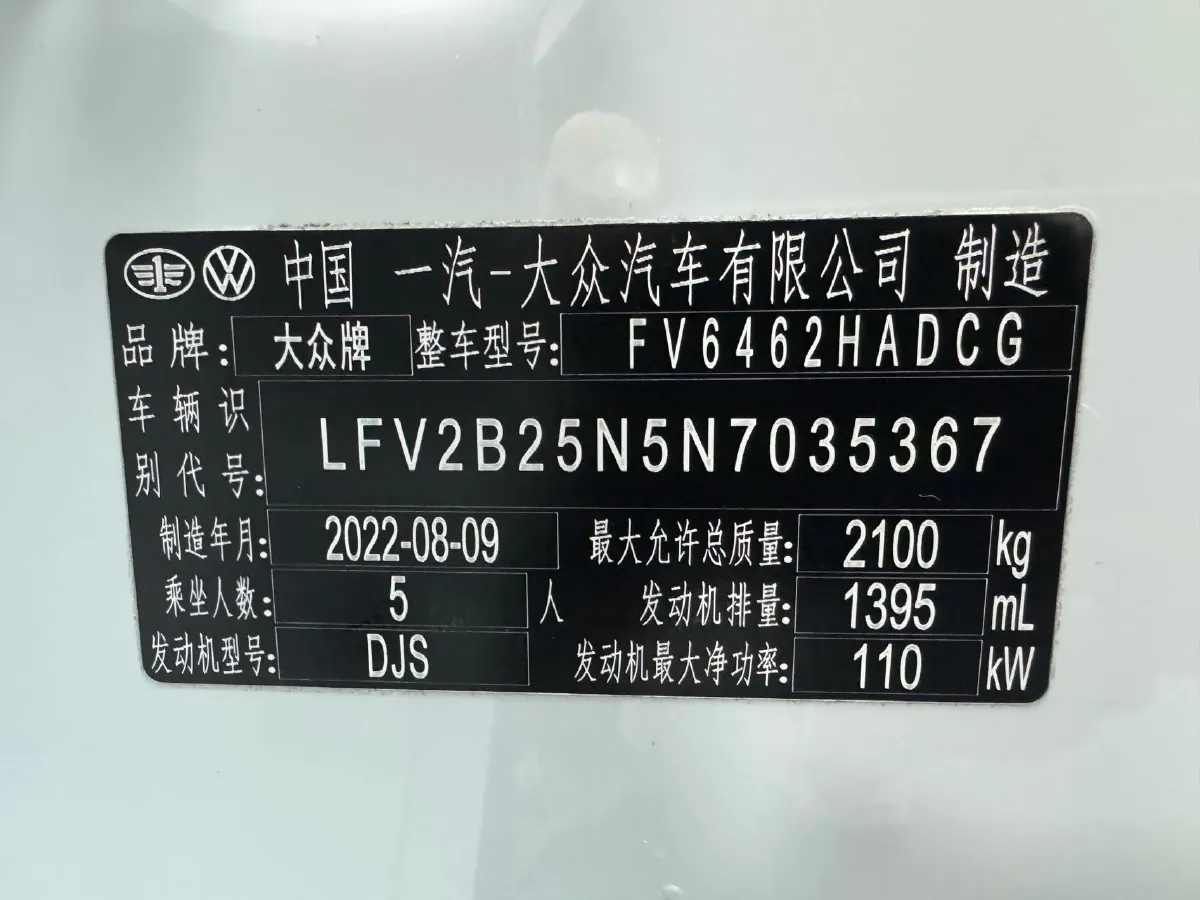 中国 一汽-大众汽车有限公司 制造
品牌: 大众牌 整车型号: FV6462HADCG
车辆识别代号: LFV2B25N5N7035367
制造年月: 2022-08-09 最大允许总质量: 2100 kg
乘坐人数: 5 人 发动机排量: 1395 mL
发动机型号: DJS 发动机最大净功率: 110 kW